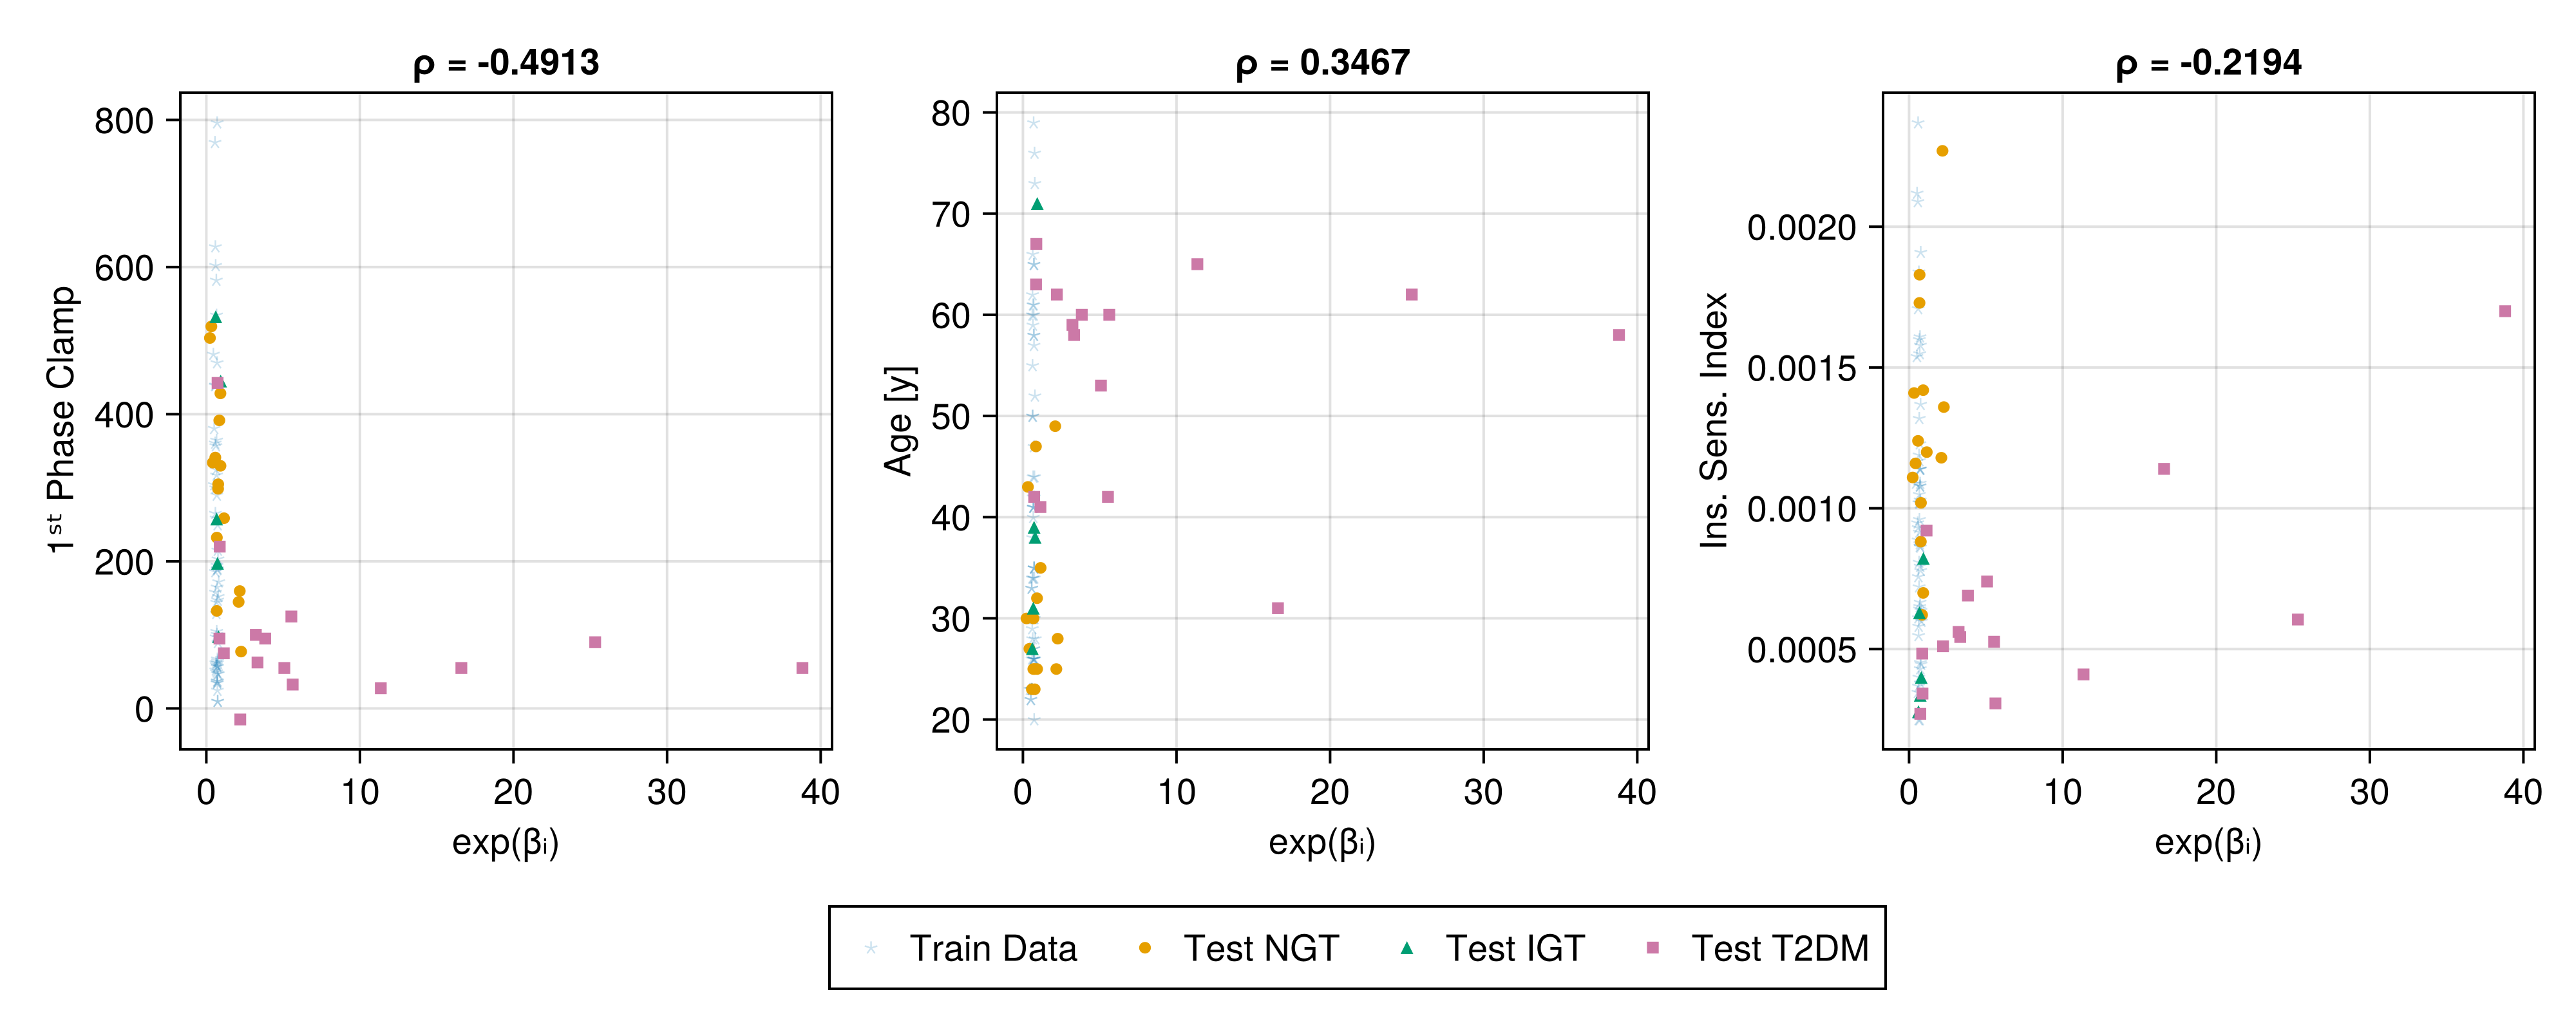 ρ = -0.4913
ρ = 0.3467
ρ = -0.2194
1ˢᵗ Phase Clamp
800
600
400
200
0
0 10 20 30 40
exp(βᵢ)
Age [y]
80
70
60
50
40
30
20
0 10 20 30 40
exp(βᵢ)
Ins. Sens. Index
0.0020
0.0015
0.0010
0.0005
0 10 20 30 40
exp(βᵢ)
Train Data Test NGT Test IGT Test T2DM